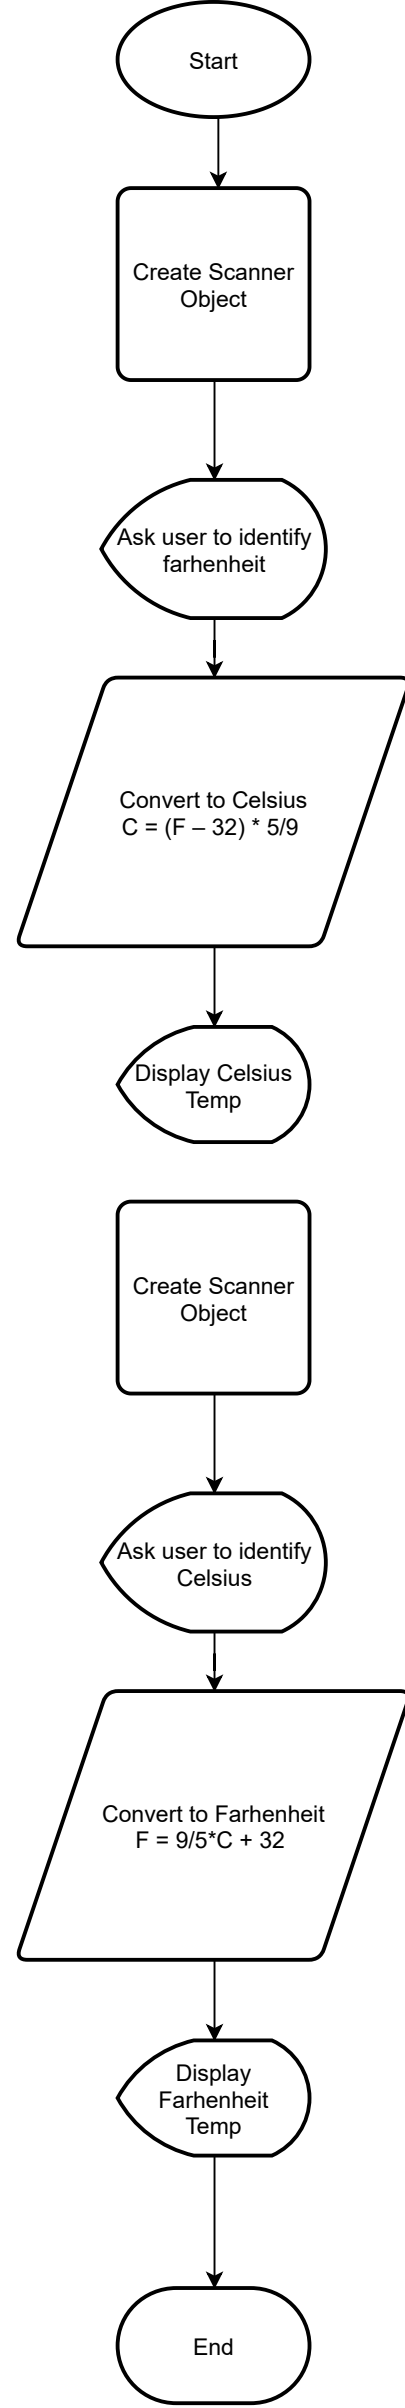 Start
Create Scanner
Object
Ask user to identify
farhenheit
Convert to Celsius
C = (F – 32) * 5/9
Display Celsius
Temp
Create Scanner
Object
Ask user to identify
Celsius
Convert to Farhenheit
F = 9/5*C + 32
Display
Farhenheit
Temp
End